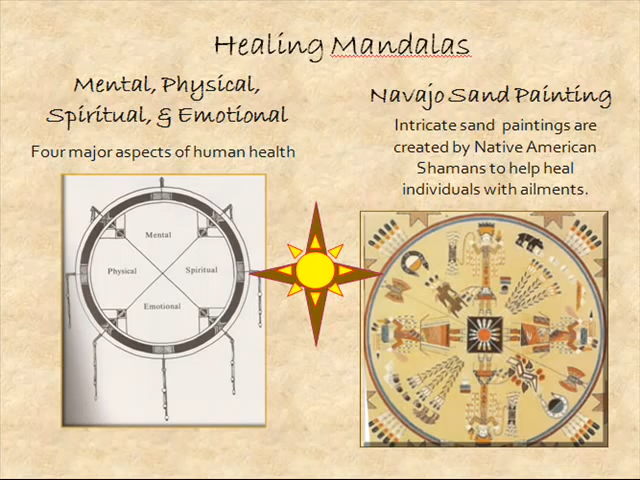 Healing Mandalas
Mental, Physical,
Spiritual, & Emotional
Four major aspects of human health
Mental
Physical
Spiritual
Emotional
Navajo Sand Painting
Intricate sand paintings are
created by Native American
Shamans to help heal
individuals with ailments.